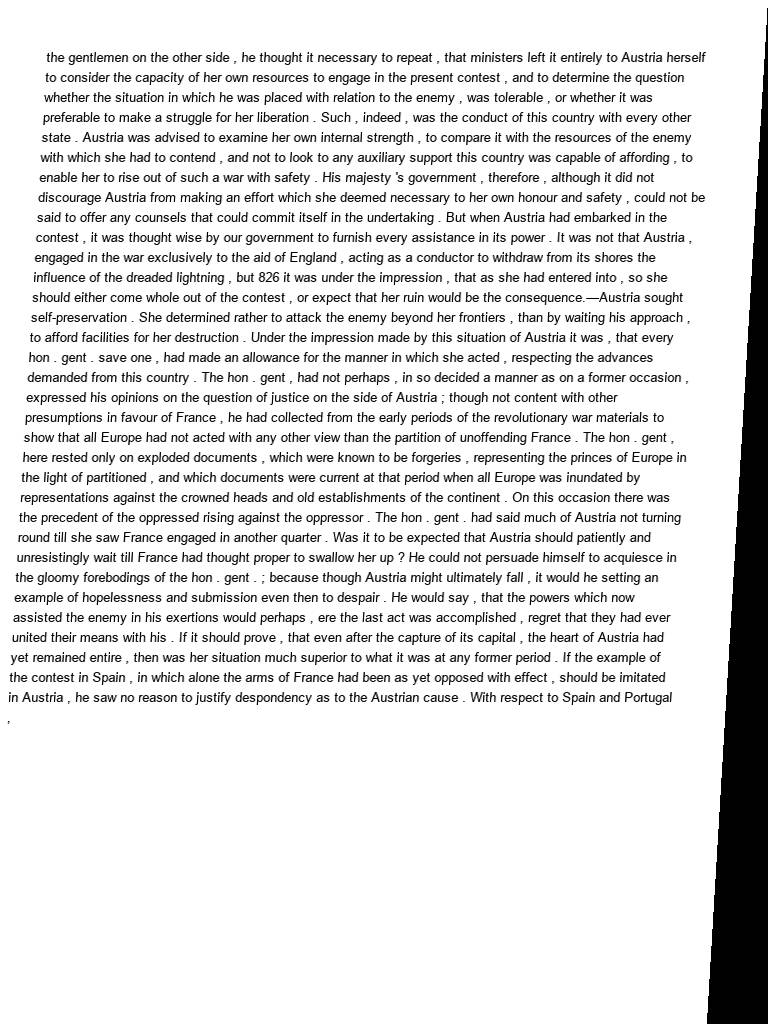 the gentlemen on the other side , he thought it necessary to repeat , that ministers left it entirely to Austria herself
to consider the capacity of her own resources to engage in the present contest , and to determine the question
whether the situation in which he was placed with relation to the enemy , was tolerable , or whether it was
preferable to make a struggle for her liberation . Such , indeed , was the conduct of this country with every other
state . Austria was advised to examine her own internal strength , to compare it with the resources of the enemy
with which she had to contend , and not to look to any auxiliary support this country was capable of affording , to
enable her to rise out of such a war with safety . His majesty 's government , therefore , although it did not
discourage Austria from making an effort which she deemed necessary to her own honour and safety , could not be
said to offer any counsels that could commit itself in the undertaking . But when Austria had embarked in the
contest , it was thought wise by our government to furnish every assistance in its power . It was not that Austria ,
engaged in the war exclusively to the aid of England , acting as a conductor to withdraw from its shores the
influence of the dreaded lightning , but 826 it was under the impression , that as she had entered into , so she
should either come whole out of the contest , or expect that her ruin would be the consequence.—Austria sought
self-preservation . She determined rather to attack the enemy beyond her frontiers , than by waiting his approach ,
to afford facilities for her destruction . Under the impression made by this situation of Austria it was , that every
hon . gent . save one , had made an allowance for the manner in which she acted , respecting the advances
demanded from this country . The hon . gent , had not perhaps , in so decided a manner as on a former occasion ,
expressed his opinions on the question of justice on the side of Austria ; though not content with other
presumptions in favour of France , he had collected from the early periods of the revolutionary war materials to
show that all Europe had not acted with any other view than the partition of unoffending France . The hon . gent ,
here rested only on exploded documents , which were known to be forgeries , representing the princes of Europe in
the light of partitioned , and which documents were current at that period when all Europe was inundated by
representations against the crowned heads and old establishments of the continent . On this occasion there was
the precedent of the oppressed rising against the oppressor . The hon . gent . had said much of Austria not turning
round till she saw France engaged in another quarter . Was it to be expected that Austria should patiently and
unresistingly wait till France had thought proper to swallow her up ? He could not persuade himself to acquiesce in
the gloomy forebodings of the hon . gent . ; because though Austria might ultimately fall , it would he setting an
example of hopelessness and submission even then to despair . He would say , that the powers which now
assisted the enemy in his exertions would perhaps , ere the last act was accomplished , regret that they had ever
united their means with his . If it should prove , that even after the capture of its capital , the heart of Austria had
yet remained entire , then was her situation much superior to what it was at any former period . If the example of
the contest in Spain , in which alone the arms of France had been as yet opposed with effect , should be imitated
in Austria , he saw no reason to justify despondency as to the Austrian cause . With respect to Spain and Portugal
,